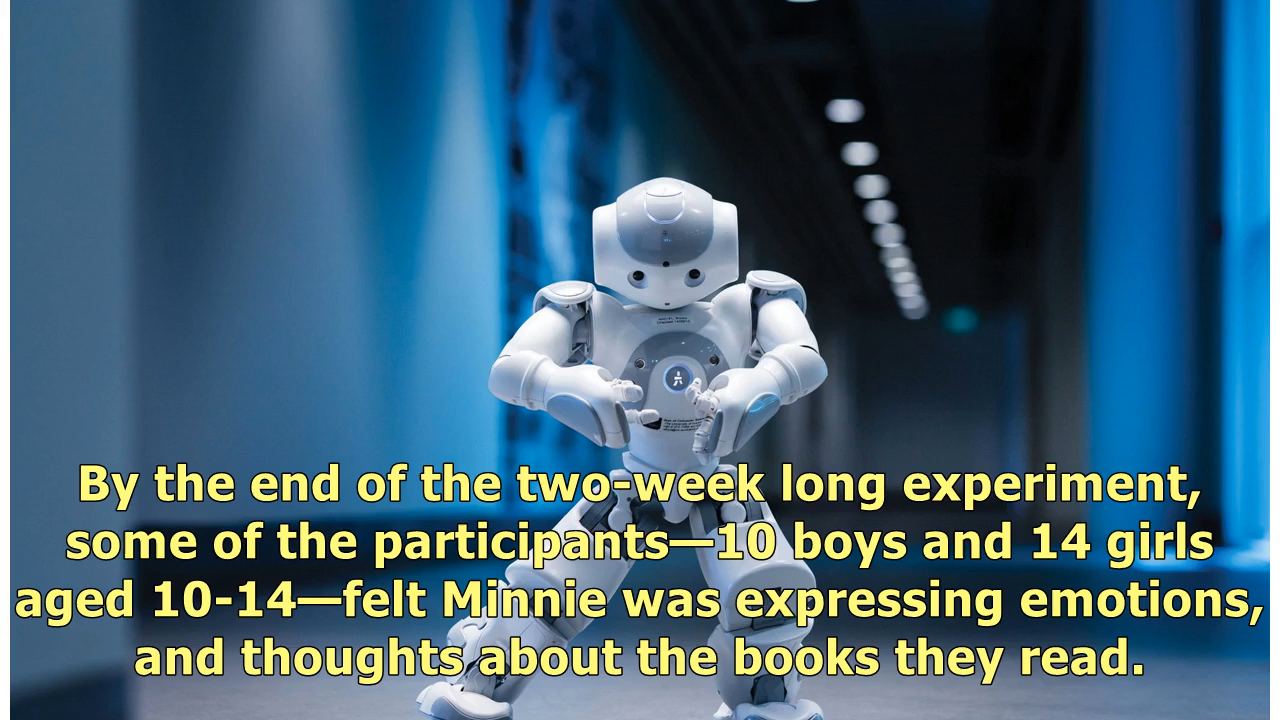 By the end of the two-week long experiment,
some of the participants—10 boys and 14 girls
aged 10-14—felt Minnie was expressing emotions,
and thoughts about the books they read.